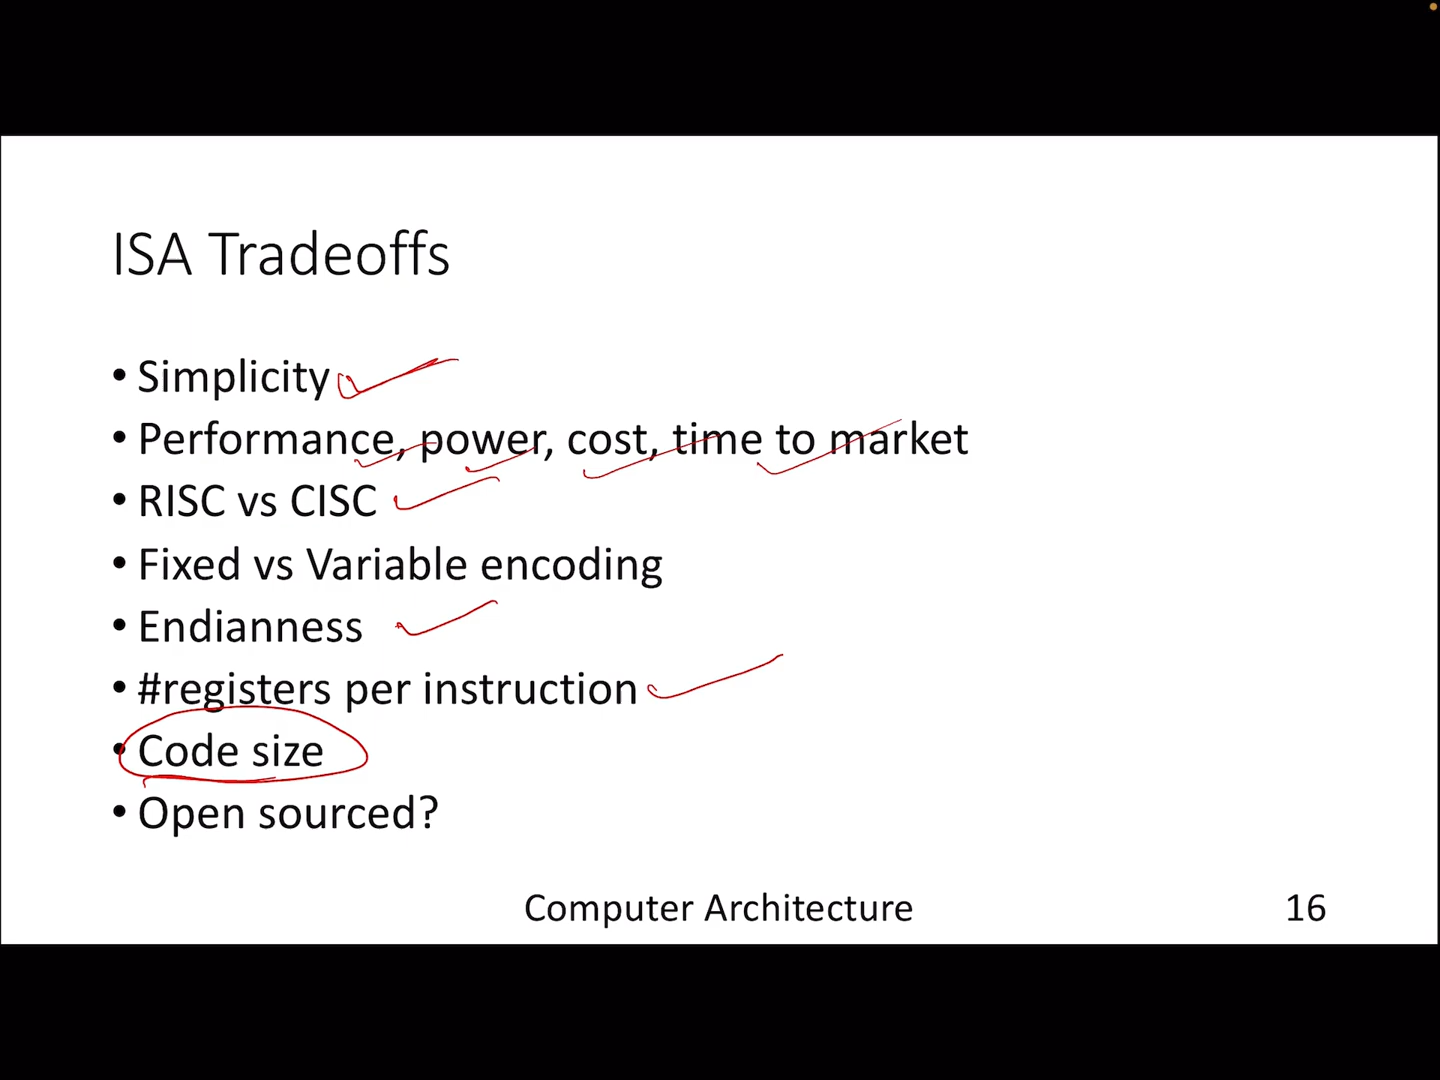 ISA Tradeoffs
• Simplicity
• Performance, power, cost, time to market
• RISC vs CISC
• Fixed vs Variable encoding
• Endianness
• #registers per instruction
• Code size
• Open sourced?
Computer Architecture
16